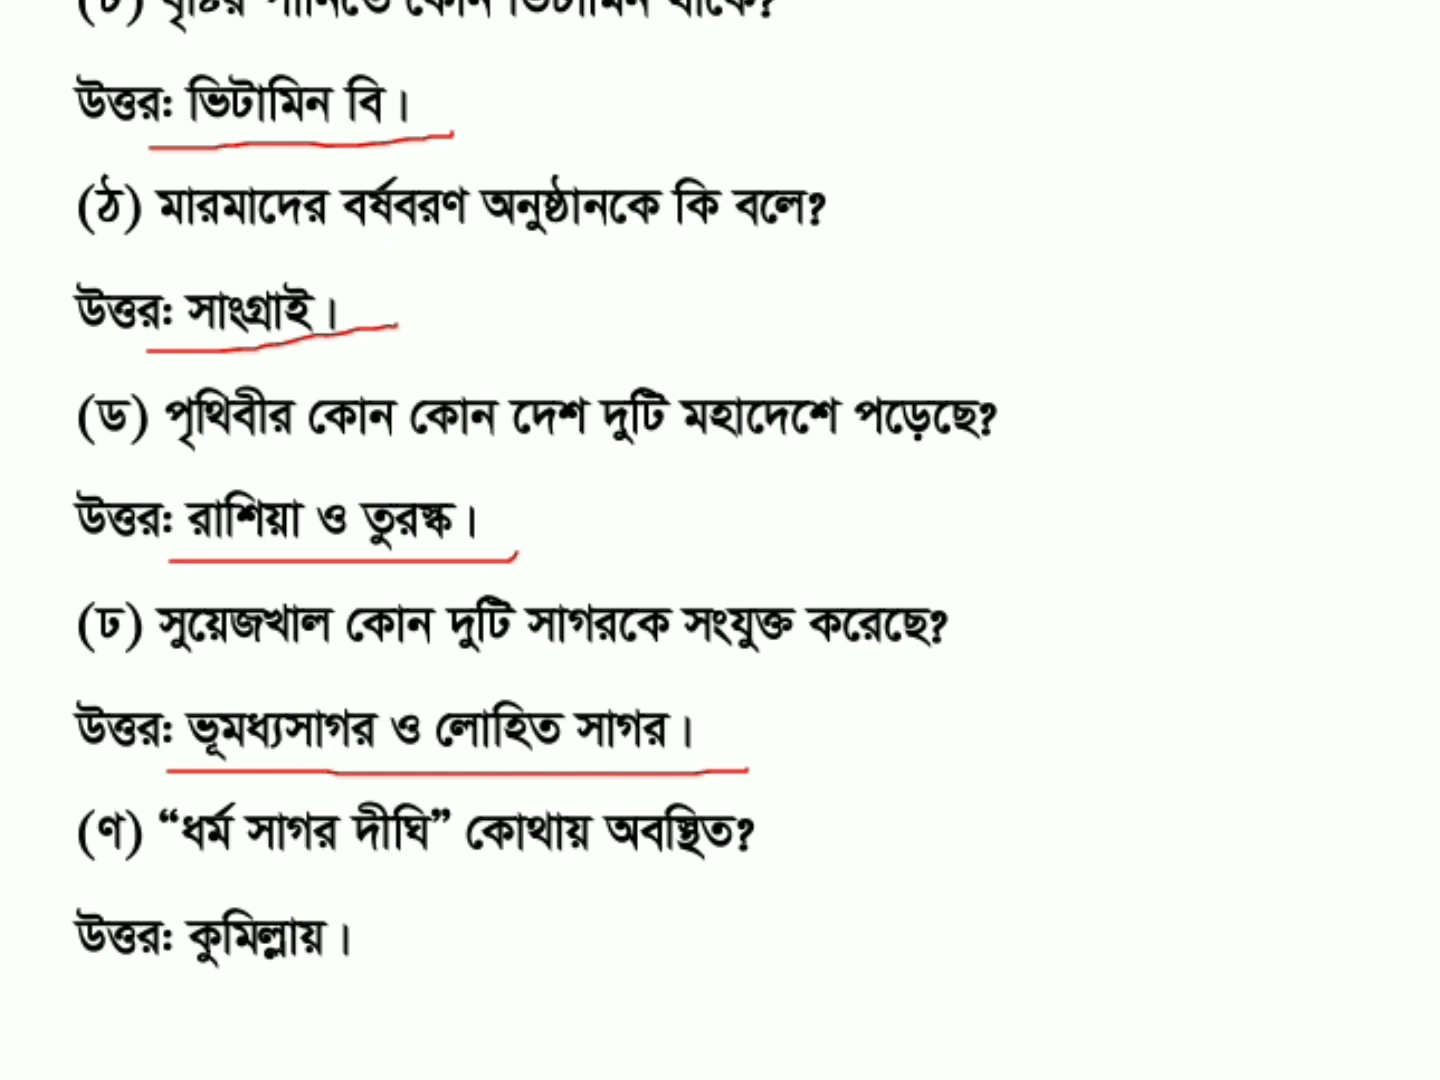 (ট) বৃষ্টির পানিতে কোন ভিটামিন থাকে?
উত্তর: ভিটামিন বি।
(ঠ) মারমাদের বর্ষবরণ অনুষ্ঠানকে কি বলে?
উত্তর: সাংগ্রাই।
(ড) পৃথিবীর কোন কোন দেশ দুটি মহাদেশে পড়েছে?
উত্তর: রাশিয়া ও তুরস্ক।
(ঢ) সুয়েজখাল কোন দুটি সাগরকে সংযুক্ত করেছে?
উত্তর: ভূমধ্যসাগর ও লোহিত সাগর।
(ণ) “ধর্ম সাগর দীঘি” কোথায় অবস্থিত?
উত্তর: কুমিল্লায়।